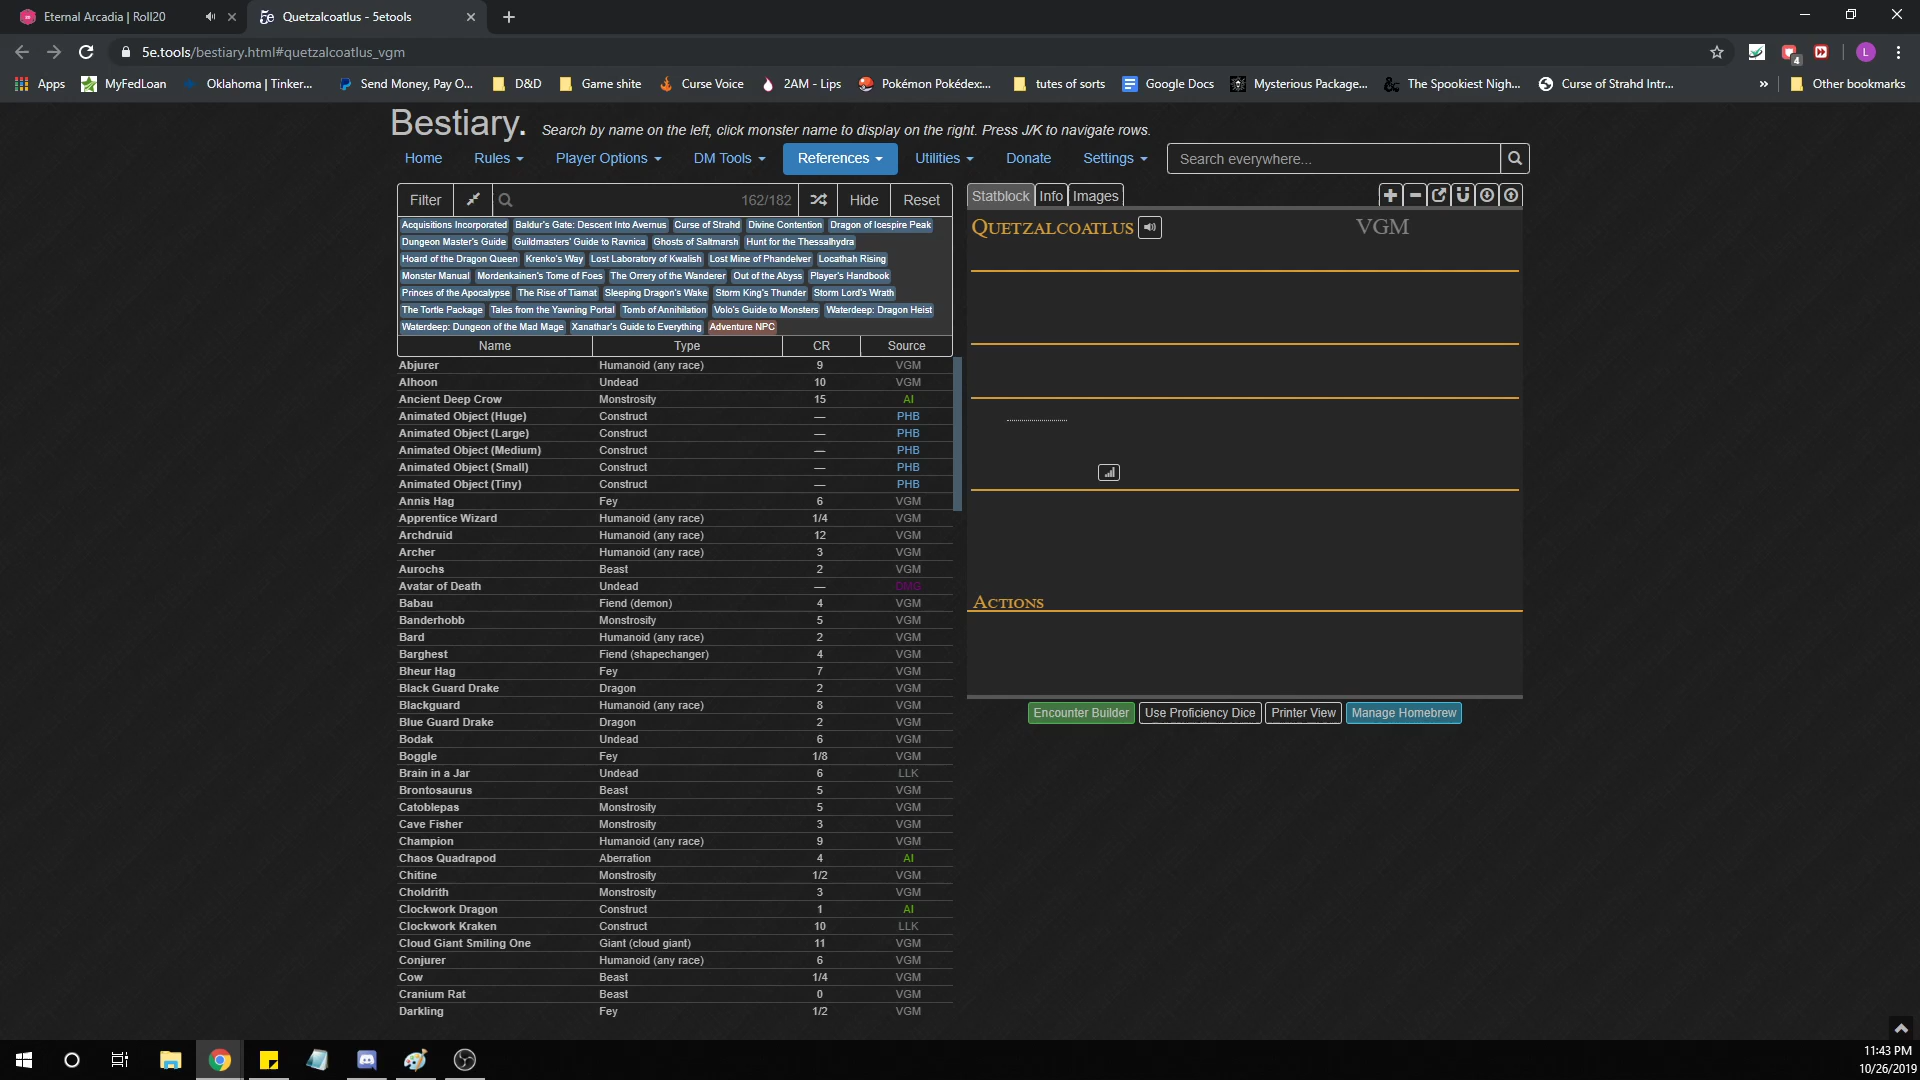 Eternal Arcadia | Roll20
Quetzalcoatlus - 5etools
5e.tools/bestiary.html#quetzalcoatlus_vgm
4
L
Apps
MyFedLoan
Oklahoma | Tinker...
Send Money, Pay O...
D&D
Game shite
Curse Voice
2AM - Lips
Pokémon Pokédex:...
tutes of sorts
Google Docs
Mysterious Package...
The Spookiest Nigh...
Curse of Strahd Intr...
»
Other bookmarks
Bestiary. Search by name on the left, click monster name to display on the right. Press J/K to navigate rows.
Home Rules Player Options DM Tools References Utilities Donate Settings Search everywhere...
Filter 162/182 Hide Reset
Acquisitions Incorporated Baldur's Gate: Descent Into Avernus Curse of Strahd Divine Contention Dragon of Icespire Peak
Dungeon Master's Guide Guildmasters' Guide to Ravnica Ghosts of Saltmarsh Hunt for the Thessalhydra
Hoard of the Dragon Queen Krenko's Way Lost Laboratory of Kwalish Lost Mine of Phandelver Locathah Rising
Monster Manual Mordenkainen's Tome of Foes The Orrery of the Wanderer Out of the Abyss Player's Handbook
Princes of the Apocalypse The Rise of Tiamat Sleeping Dragon's Wake Storm King's Thunder Storm Lord's Wrath
The Tortle Package Tales from the Yawning Portal Tomb of Annihilation Volo's Guide to Monsters Waterdeep: Dragon Heist
Waterdeep: Dungeon of the Mad Mage Xanathar's Guide to Everything Adventure NPC
Name Type CR Source
Abjurer Humanoid (any race) 9 VGM
Alhoon Undead 10 VGM
Ancient Deep Crow Monstrosity 15 AI
Animated Object (Huge) Construct — PHB
Animated Object (Large) Construct — PHB
Animated Object (Medium) Construct — PHB
Animated Object (Small) Construct — PHB
Animated Object (Tiny) Construct — PHB
Annis Hag Fey 6 VGM
Apprentice Wizard Humanoid (any race) 1/4 VGM
Archdruid Humanoid (any race) 12 VGM
Archer Humanoid (any race) 3 VGM
Aurochs Beast 2 VGM
Avatar of Death Undead — DMG
Babau Fiend (demon) 4 VGM
Banderhobb Monstrosity 5 VGM
Bard Humanoid (any race) 2 VGM
Barghest Fiend (shapechanger) 4 VGM
Bheur Hag Fey 7 VGM
Black Guard Drake Dragon 2 VGM
Blackguard Humanoid (any race) 8 VGM
Blue Guard Drake Dragon 2 VGM
Bodak Undead 6 VGM
Boggle Fey 1/8 VGM
Brain in a Jar Undead 6 LLK
Brontosaurus Beast 5 VGM
Catoblepas Monstrosity 5 VGM
Cave Fisher Monstrosity 3 VGM
Champion Humanoid (any race) 9 VGM
Chaos Quadrapod Aberration 4 AI
Chitine Monstrosity 1/2 VGM
Choldrith Monstrosity 3 VGM
Clockwork Dragon Construct 1 AI
Clockwork Kraken Construct 10 LLK
Cloud Giant Smiling One Giant (cloud giant) 11 VGM
Conjurer Humanoid (any race) 6 VGM
Cow Beast 1/4 VGM
Cranium Rat Beast 0 VGM
Darkling Fey 1/2 VGM
Statblock Info Images
Quetzalcoatlus VGM
Actions
Encounter Builder Use Proficiency Dice Printer View Manage Homebrew
11:43 PM
10/26/2019